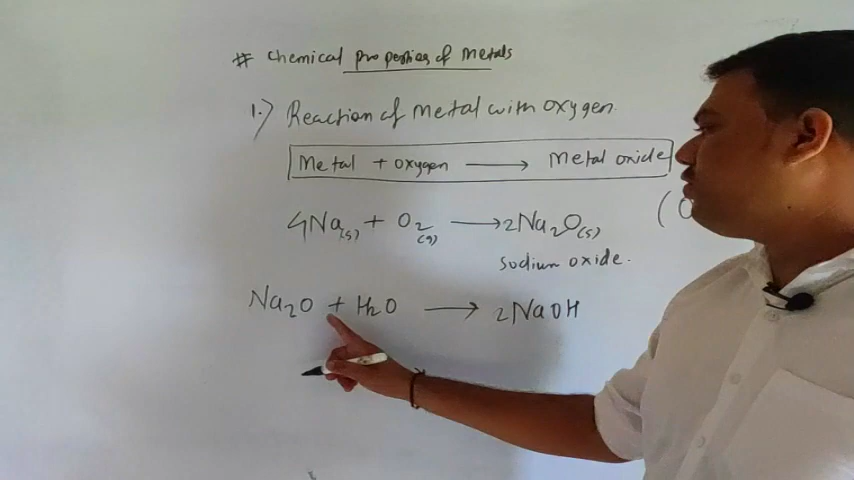 # Chemical properties of Metals
1.) Reaction of Metal with oxygen.
Metal + oxygen → Metal oxide
4Na(s) + O2(g) → 2Na2O(s) (
sodium oxide.
Na2O + H2O → 2NaOH